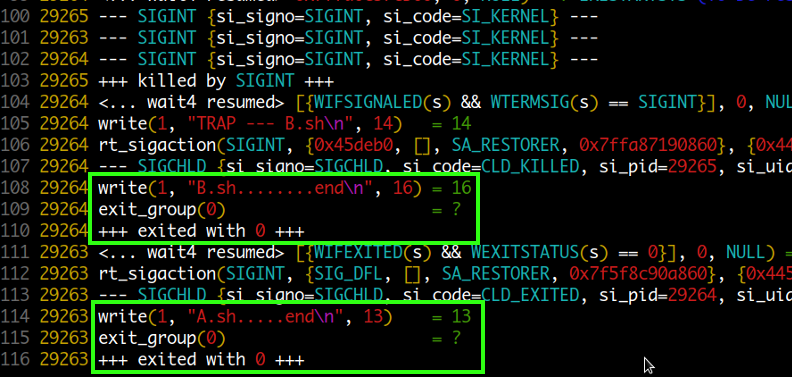 100 29265 --- SIGINT {si_signo=SIGINT, si_code=SI_KERNEL} ---
101 29263 --- SIGINT {si_signo=SIGINT, si_code=SI_KERNEL} ---
102 29264 --- SIGINT {si_signo=SIGINT, si_code=SI_KERNEL} ---
103 29265 +++ killed by SIGINT +++
104 29264 <... wait4 resumed> [{WIFSIGNALED(s) && WTERMSIG(s) == SIGINT}], 0, NUL
105 29264 write(1, "TRAP --- B.sh\n", 14) = 14
106 29264 rt_sigaction(SIGINT, {0x45deb0, [], SA_RESTORER, 0x7ffa87190860}, {0x44
107 29264 --- SIGCHLD {si_signo=SIGCHLD, si_code=CLD_KILLED, si_pid=29265, si_uid
108 29264 write(1, "B.sh........end\n", 16) = 16
109 29264 exit_group(0) = ?
110 29264 +++ exited with 0 +++
111 29263 <... wait4 resumed> [{WIFEXITED(s) && WEXITSTATUS(s) == 0}], 0, NULL) =
112 29263 rt_sigaction(SIGINT, {SIG_DFL, [], SA_RESTORER, 0x7f5f8c90a860}, {0x445
113 29263 --- SIGCHLD {si_signo=SIGCHLD, si_code=CLD_EXITED, si_pid=29264, si_uid
114 29263 write(1, "A.sh.....end\n", 13) = 13
115 29263 exit_group(0) = ?
116 29263 +++ exited with 0 +++